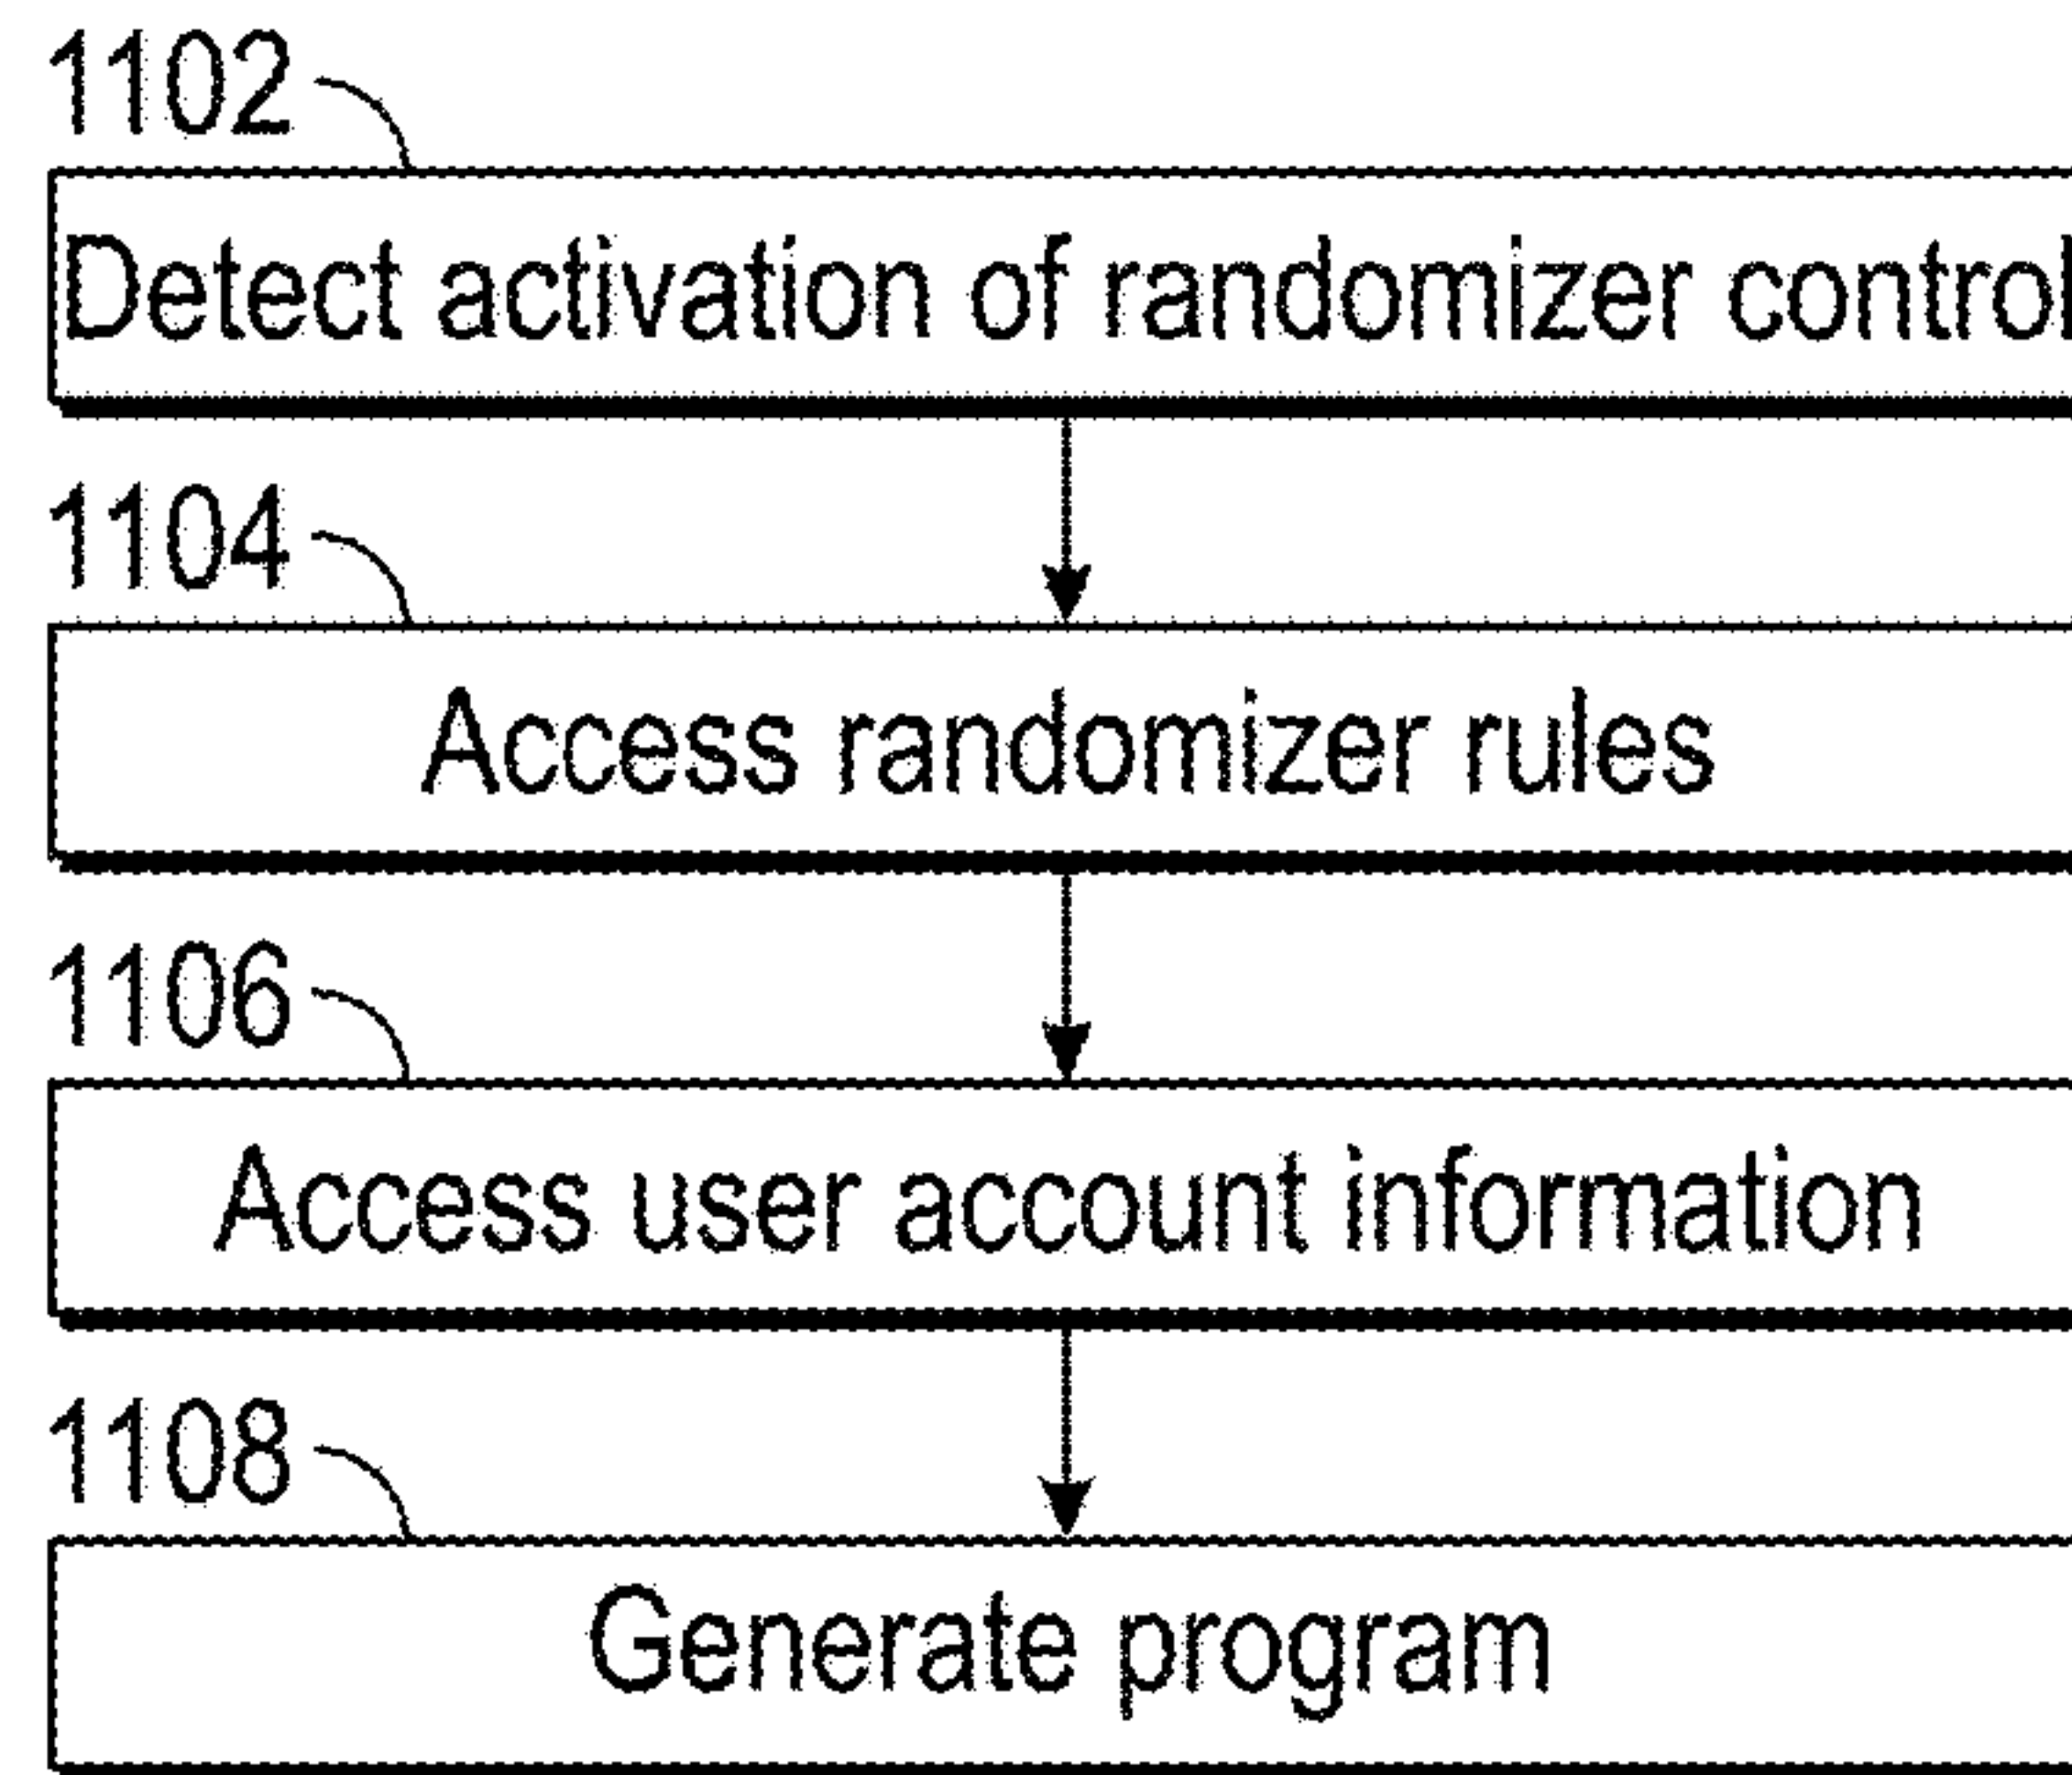 1102
Detect activation of randomizer control
1104
Access randomizer rules
1106
Access user account information
1108
Generate program